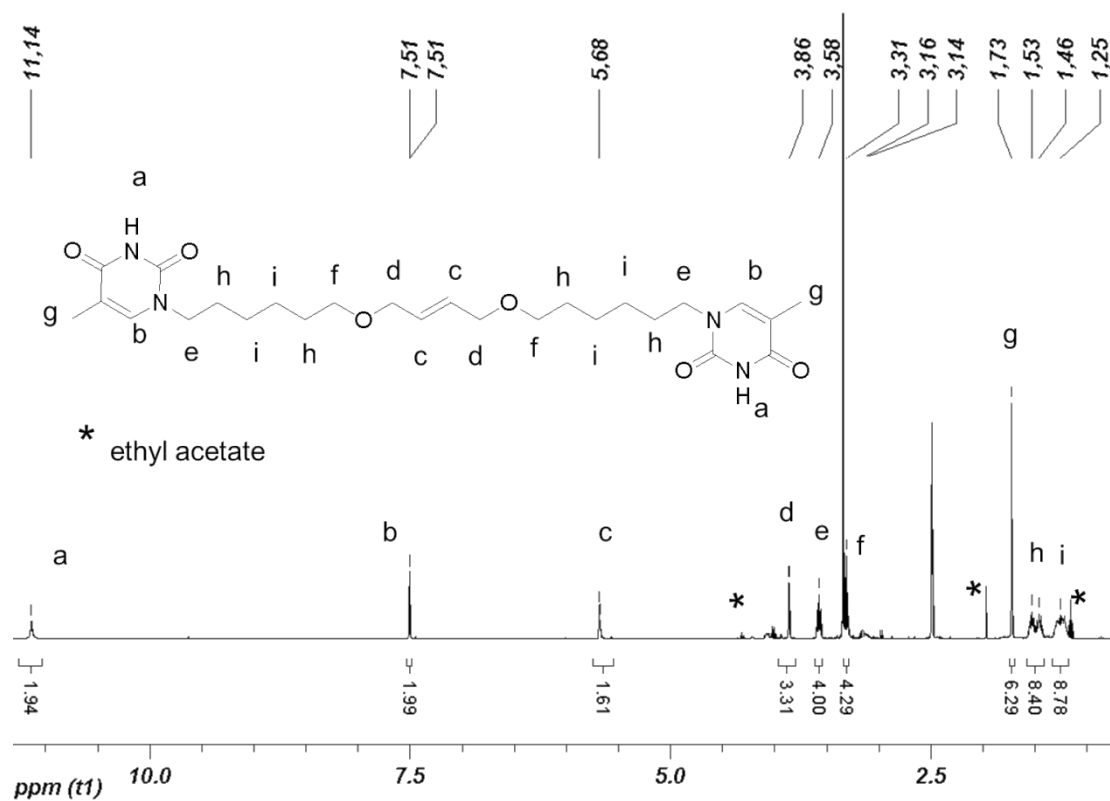 11,14 7,51 7,51 5,68 3,86 3,58 3,31 3,16 3,14 1,73 1,53 1,46 1,25
a
H
O N O
h i f d c h i e b
g N O O N g
b e i h c d f i h
O N O
H a
* ethyl acetate
a b c d e f g h i
* * *
1.94 1.99 1.61 3.31 4.00 4.29 6.29 8.40 8.78
10.0 7.5 5.0 2.5
ppm (t1)